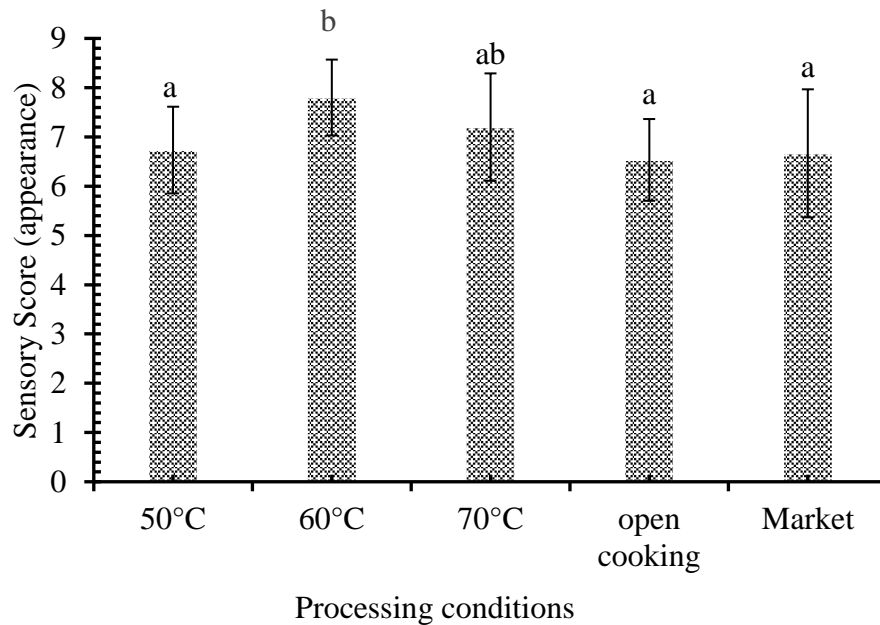 Sensory Score (appearance)
9
8
7
6
5
4
3
2
1
0
a
b
ab
a
a
50°C
60°C
70°C
open
cooking
Market
Processing conditions